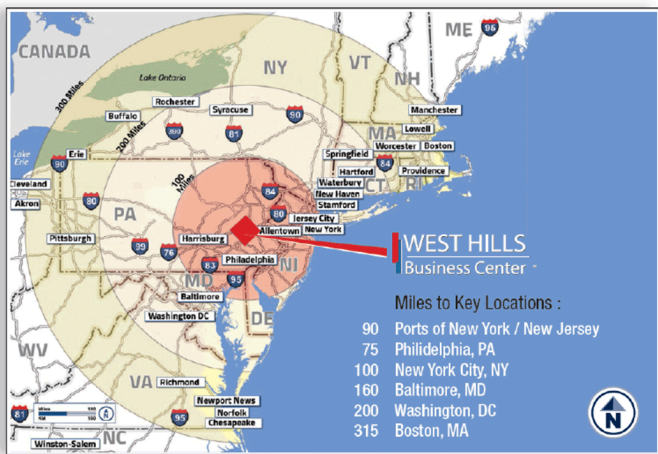 CANADA
ME
95
Lake Ontario
NY
VT
NH
300 Miles
Rochester
Syracuse
90
Manchester
Buffalo
200 Miles
390
81
MA
Lowell
Worcester
Boston
Lake Erie
90
Erie
Springfield
84
Hartford
Providence
100 Miles
Waterbury
CT
RI
Cleveland
84
New Haven
Akron
80
Stamford
80
Jersey City
PA
Allentown
New York
Pittsburgh
Harrisburg
99
76
WEST HILLS
Business Center
Philadelphia
NJ
83
95
MD
Baltimore
Miles to Key Locations :
Washington DC
DE
90 Ports of New York / New Jersey
WV
75 Philidelphia, PA
100 New York City, NY
VA
Richmond
160 Baltimore, MD
Newport News
200 Washington, DC
81
Miles
95
Norfolk
Chesapeake
315 Boston, MA
N
Winston-Salem
NC